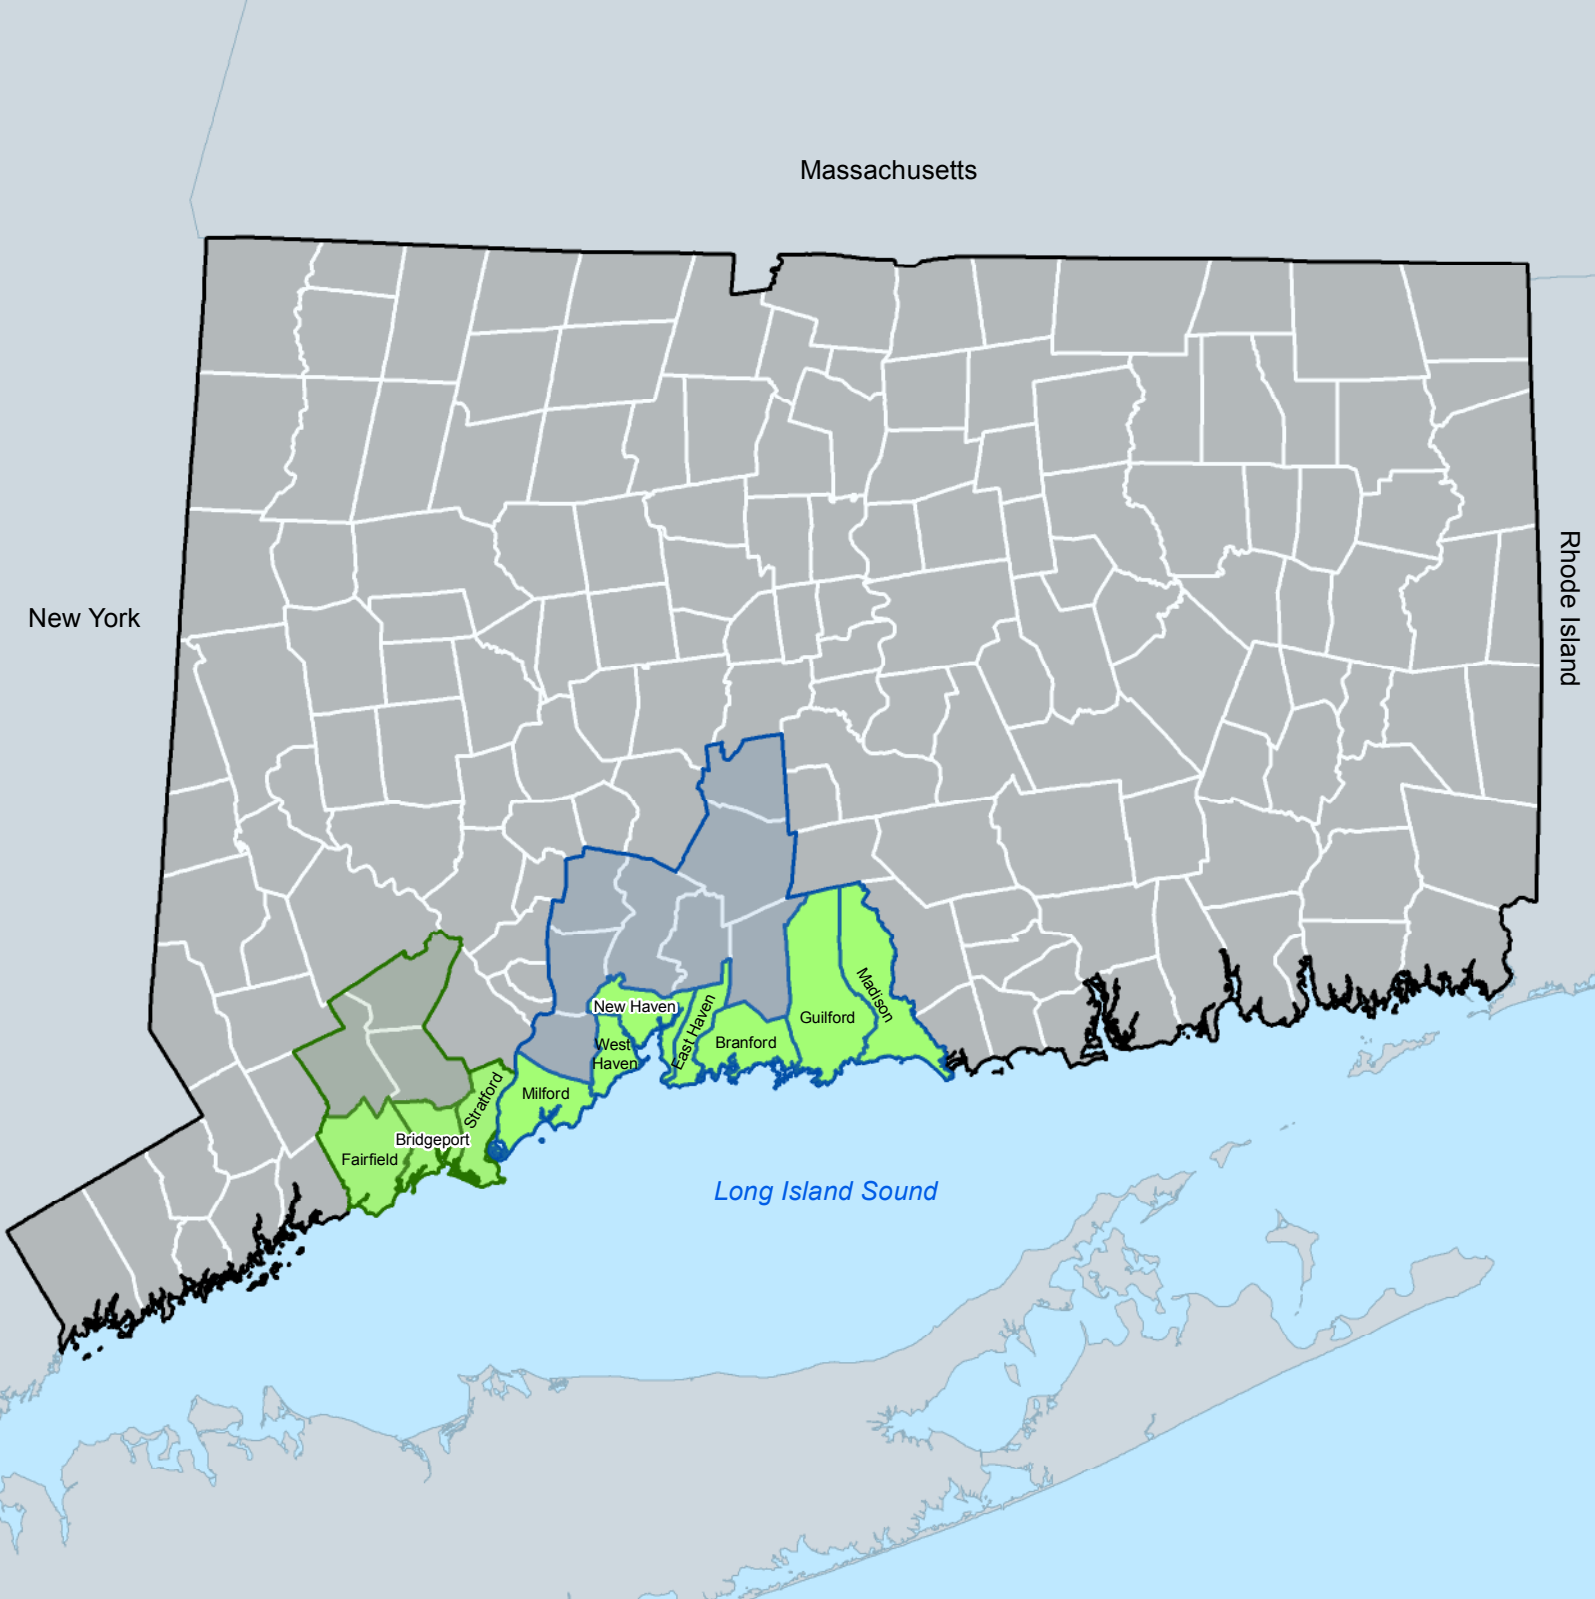 Massachusetts
New York
Rhode Island
New Haven
East Haven
Madison
Guilford
Branford
West
Haven
Milford
Stratford
Bridgeport
Fairfield
Long Island Sound